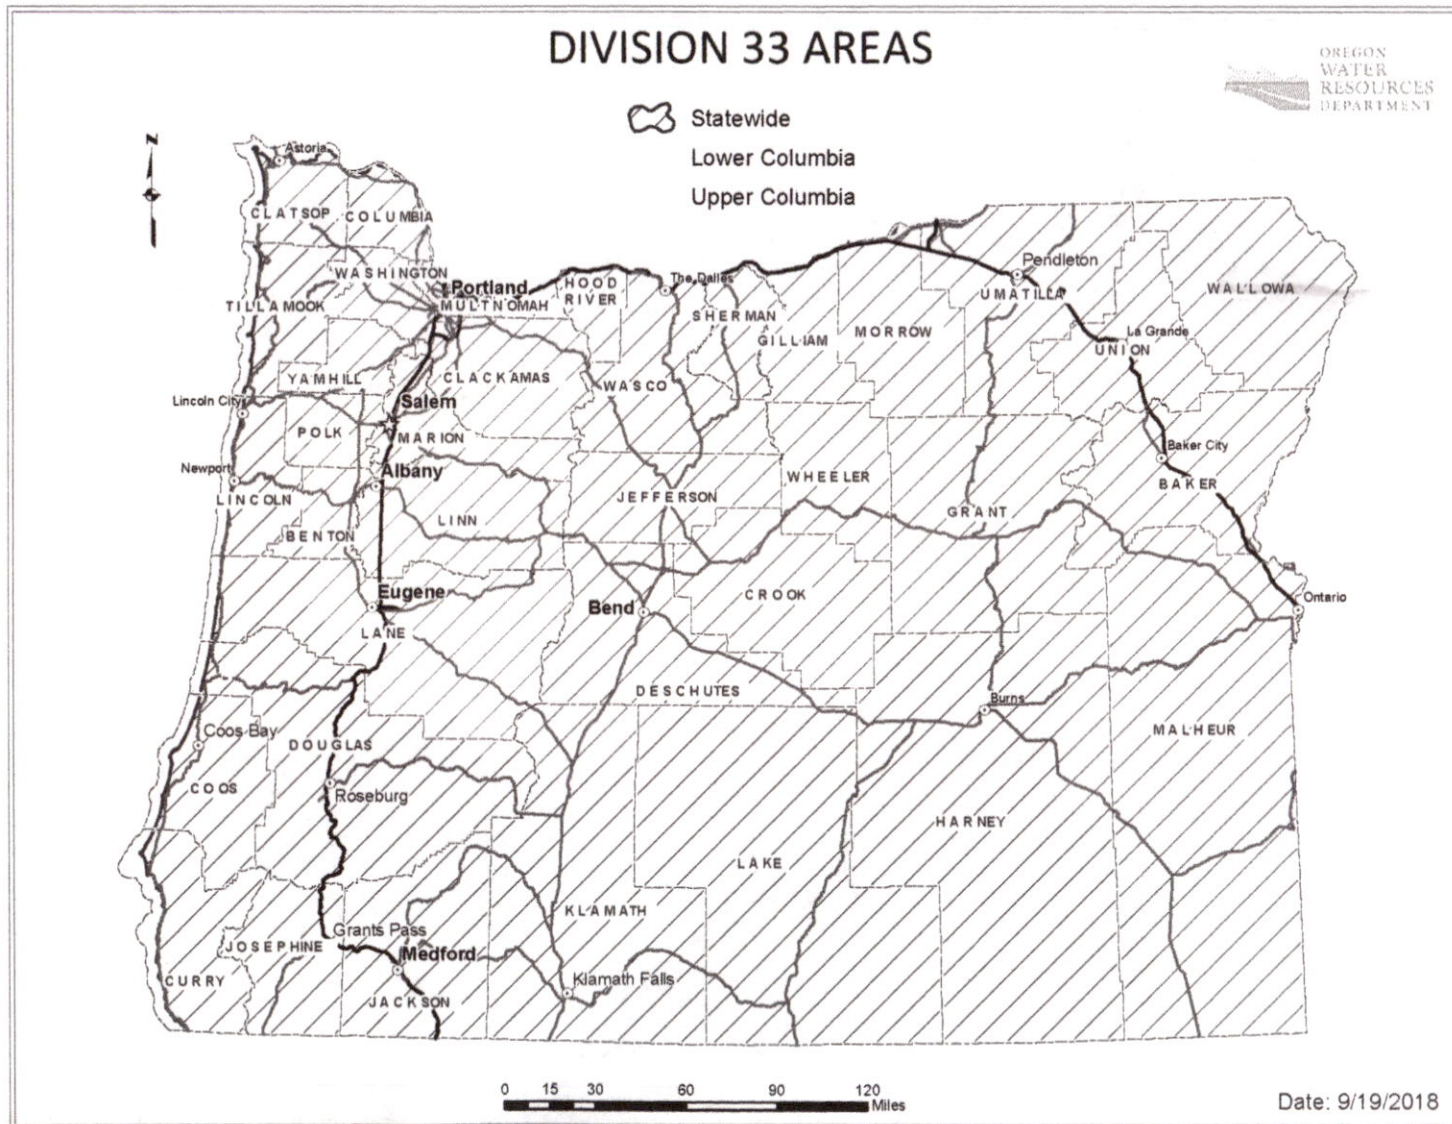 DIVISION 33 AREAS
OREGON
WATER
RESOURCES
DEPARTMENT
Statewide
Lower Columbia
Upper Columbia
N
Astoria
CLATSOP
COLUMBIA
WASHINGTON
Portland
MULTNOMAH
HOOD
RIVER
The Dalles
Pendleton
UMATILLA
WALLOWA
TILLAMOOK
SHERMAN
GILLIAM
MORROW
La Grande
UNION
YAMHILL
CLACKAMAS
WASCO
Lincoln City
Salem
POLK
MARION
Baker City
BAKER
Newport
LINCOLN
Albany
JEFFERSON
WHEELER
GRANT
LINN
BENTON
Eugene
LANE
Bend
CROOK
Ontario
DESCHUTES
Burns
MALHEUR
Coos Bay
DOUGLAS
COOS
Roseburg
HARNEY
LAKE
KLAMATH
Grants Pass
JOSEPHINE
Medford
CURRY
JACKSON
Klamath Falls
0 15 30 60 90 120
Miles
Date: 9/19/2018